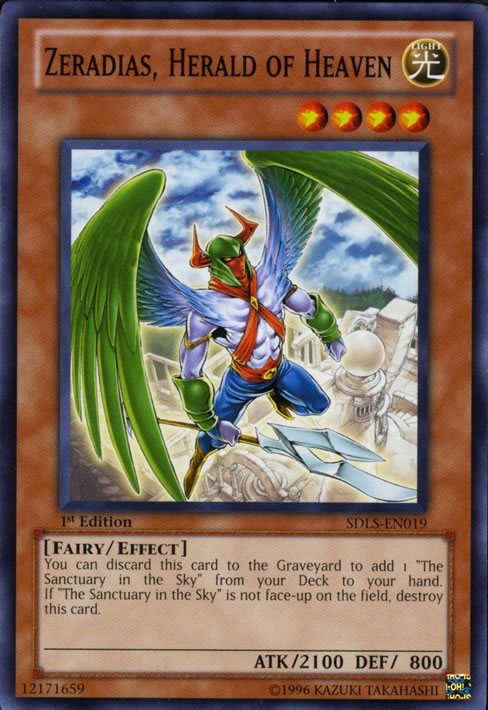 Zeradias, Herald of Heaven
LIGHT
光
1st Edition
SDLS-EN019
[Fairy/Effect]
You can discard this card to the Graveyard to add 1 "The
Sanctuary in the Sky" from your Deck to your hand.
If "The Sanctuary in the Sky" is not face-up on the field, destroy
this card.
ATK/2100 DEF/ 800
12171659
©1996 KAZUKI TAKAHASHI